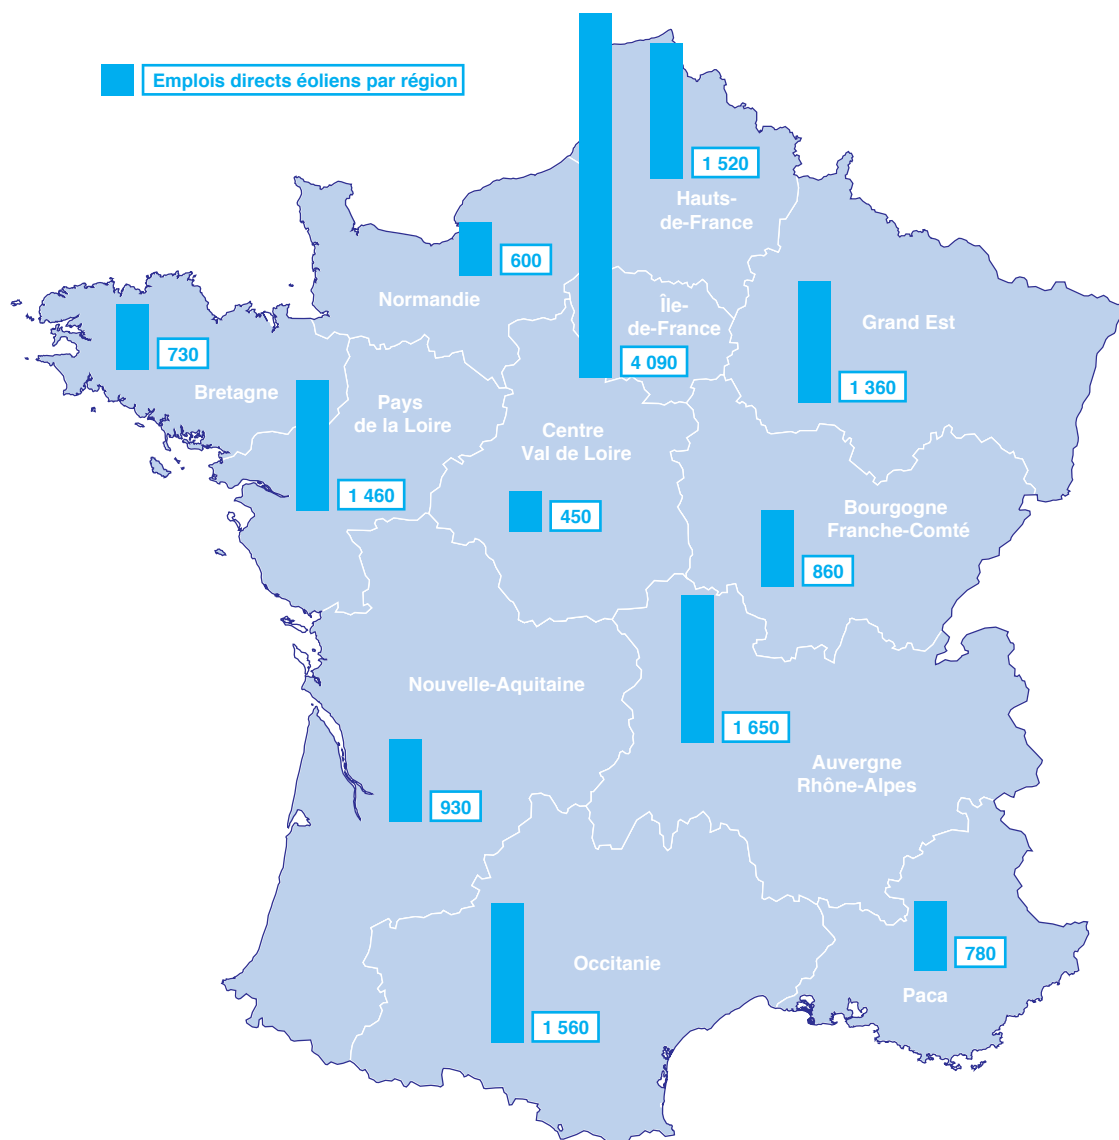 Emplois directs éoliens par région
1 520
Hauts-
de-France
600
Normandie
Île-
de-France
4 090
Grand Est
1 360
730
Bretagne
Pays
de la Loire
1 460
Centre
Val de Loire
450
Bourgogne
Franche-Comté
860
Nouvelle-Aquitaine
930
1 650
Auvergne
Rhône-Alpes
Occitanie
1 560
780
Paca